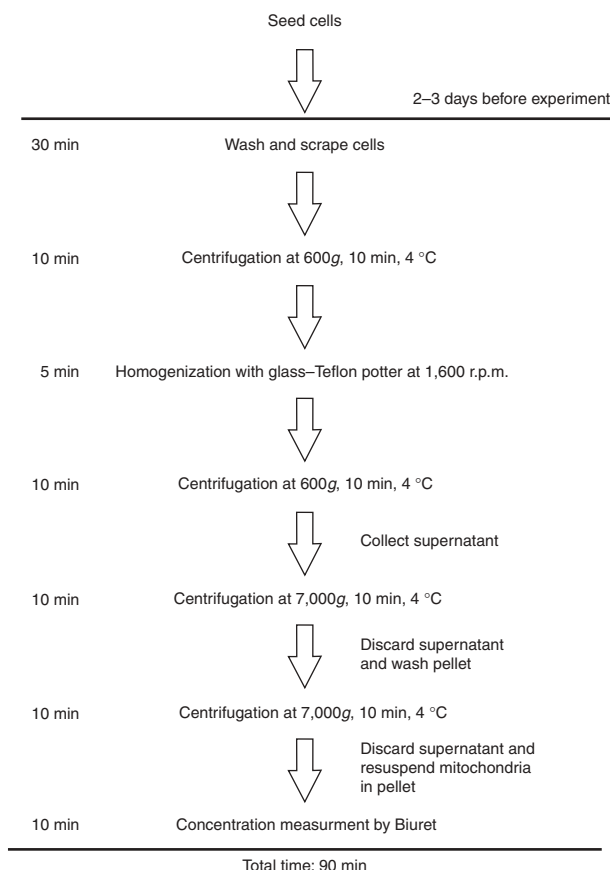 Seed cells
2–3 days before experiment
30 min Wash and scrape cells
10 min Centrifugation at 600g, 10 min, 4 °C
5 min Homogenization with glass–Teflon potter at 1,600 r.p.m.
10 min Centrifugation at 600g, 10 min, 4 °C
Collect supernatant
10 min Centrifugation at 7,000g, 10 min, 4 °C
Discard supernatant
and wash pellet
10 min Centrifugation at 7,000g, 10 min, 4 °C
Discard supernatant and
resuspend mitochondria
in pellet
10 min Concentration measurment by Biuret
Total time: 90 min